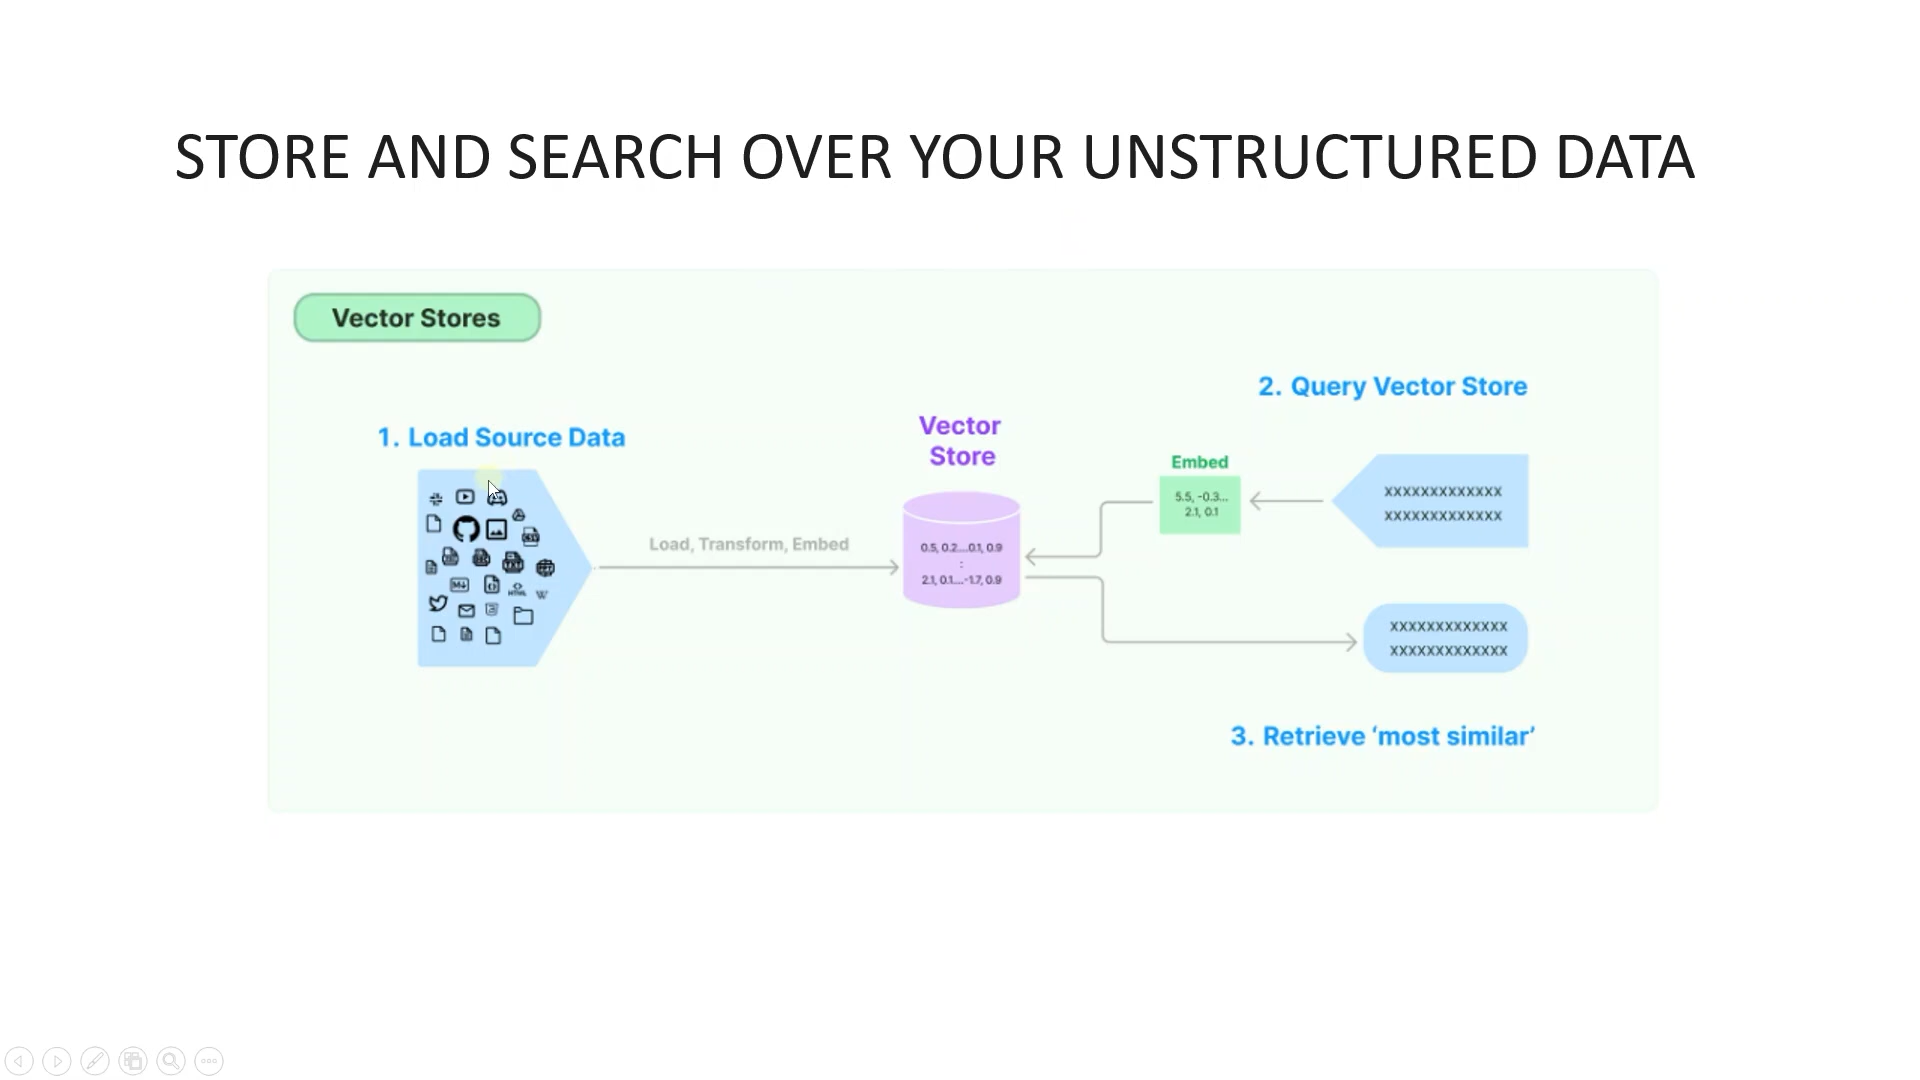 STORE AND SEARCH OVER YOUR UNSTRUCTURED DATA
Vector Stores
1. Load Source Data
Load, Transform, Embed
Vector
Store
0.5, 0.2....0.1, 0.9
:
2.1, 0.1....-1.7, 0.9
2. Query Vector Store
Embed
5.5, -0.3...
2.1, 0.1
XXXXXXXXXXXXX
XXXXXXXXXXXXX
XXXXXXXXXXXXX
XXXXXXXXXXXXX
3. Retrieve ‘most similar’